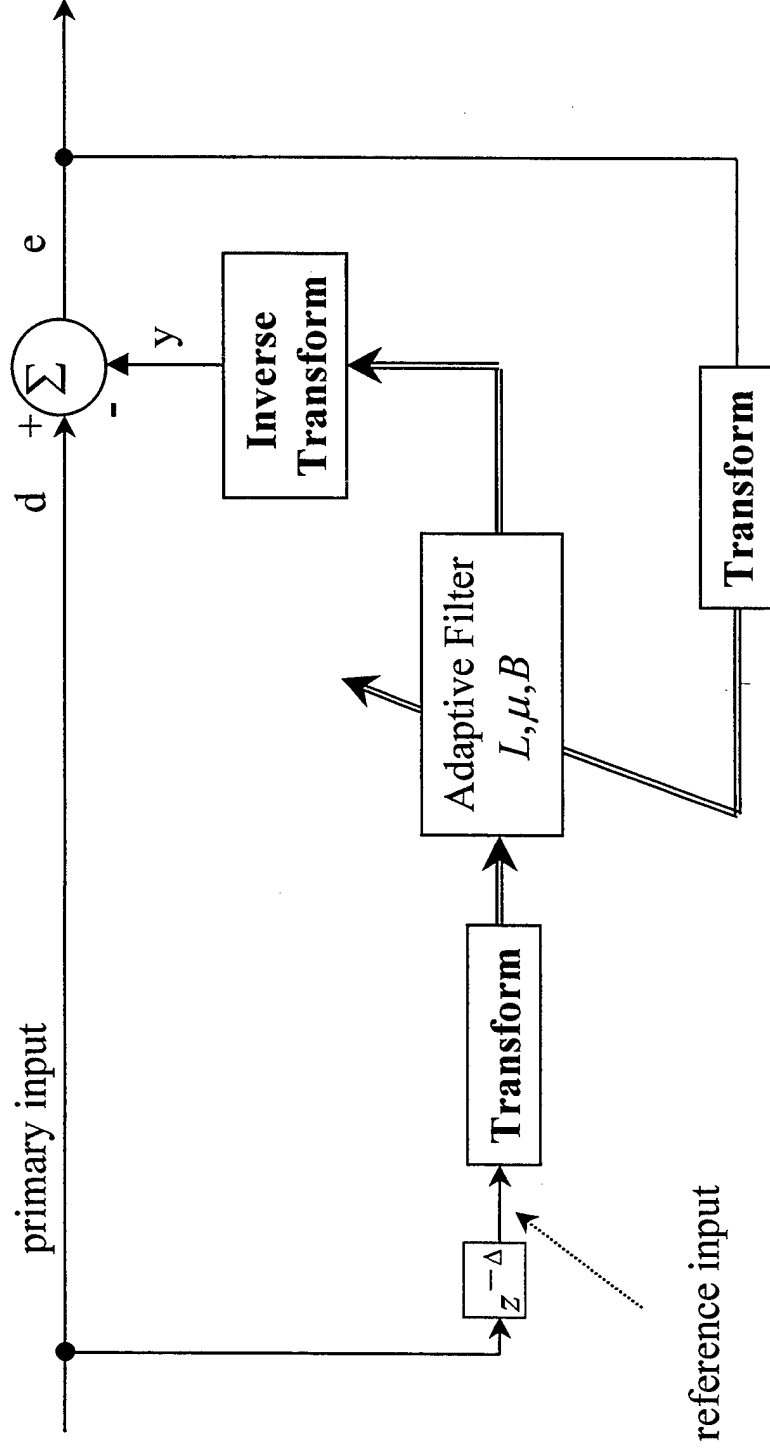 primary input
d
+
Σ
e
-
y
Inverse
Transform
Adaptive Filter
L,μ,B
Transform
z^{-Δ}
reference input
Transform